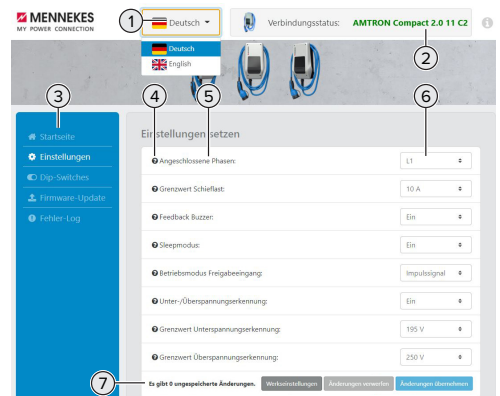 MENNEKES
MY POWER CONNECTION
1
Deutsch
Deutsch
English
Verbindungsstatus: AMTRON Compact 2.0 11 C2
2
3
4
5
6
Startseite
Einstellungen
Dip-Switches
Firmware-Update
Fehler-Log
Einstellungen setzen
Angeschlossene Phasen: L1
Grenzwert Schieflast: 10 A
Feedback Buzzer: Ein
Sleepmodus: Ein
Betriebsmodus Freigabeeingang: Impulssignal
Unter-/Überspannungserkennung: Ein
Grenzwert Unterspannungserkennung: 195 V
Grenzwert Überspannungserkennung: 250 V
7
Es gibt 0 ungespeicherte Änderungen. Werkseinstellungen Änderungen verwerfen Änderungen übernehmen